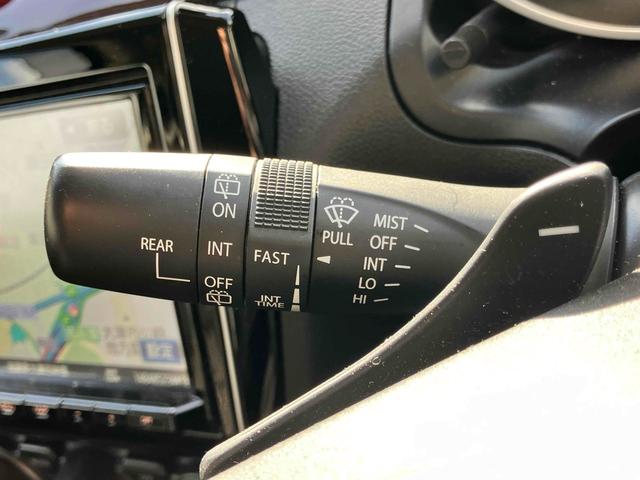 REAR
ON
INT
OFF
FAST
INT
TIME
PULL
MIST
OFF
INT
LO
HI